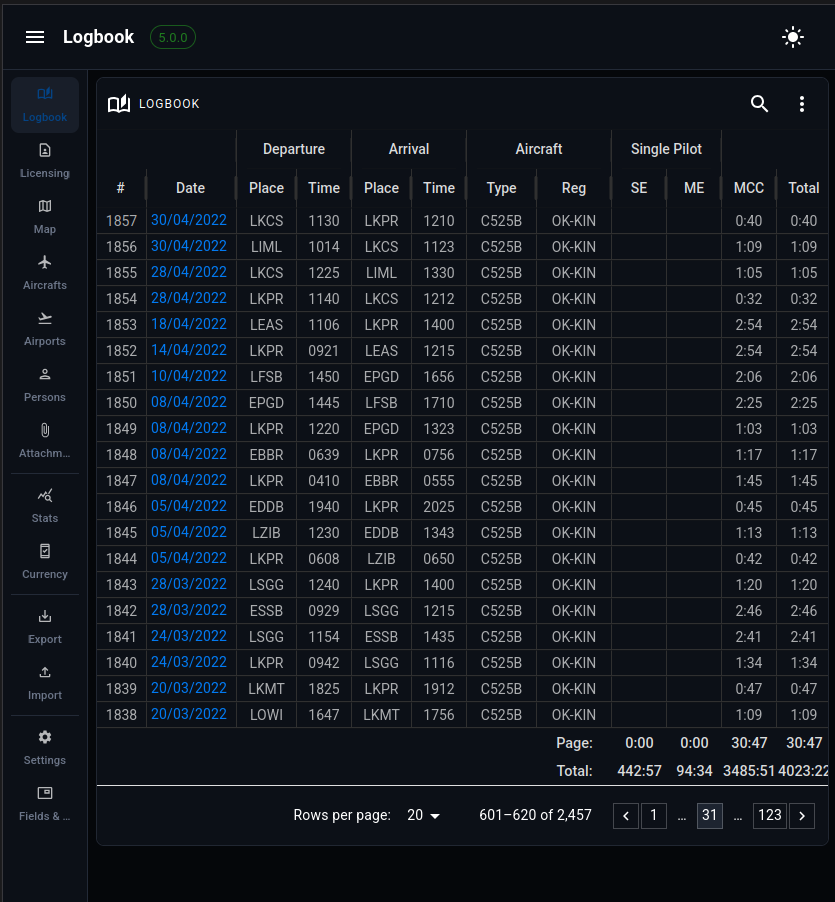 Logbook 5.0.0
Logbook
Licensing
Map
Aircrafts
Airports
Persons
Attachm...
Stats
Currency
Export
Import
Settings
Fields & ...
LOGBOOK
Departure Arrival Aircraft Single Pilot
# Date Place Time Place Time Type Reg SE ME MCC Total
1857 30/04/2022 LKCS 1130 LKPR 1210 C525B OK-KIN 0:40 0:40
1856 30/04/2022 LIML 1014 LKCS 1123 C525B OK-KIN 1:09 1:09
1855 28/04/2022 LKCS 1225 LIML 1330 C525B OK-KIN 1:05 1:05
1854 28/04/2022 LKPR 1140 LKCS 1212 C525B OK-KIN 0:32 0:32
1853 18/04/2022 LEAS 1106 LKPR 1400 C525B OK-KIN 2:54 2:54
1852 14/04/2022 LKPR 0921 LEAS 1215 C525B OK-KIN 2:54 2:54
1851 10/04/2022 LFSB 1450 EPGD 1656 C525B OK-KIN 2:06 2:06
1850 08/04/2022 EPGD 1445 LFSB 1710 C525B OK-KIN 2:25 2:25
1849 08/04/2022 LKPR 1220 EPGD 1323 C525B OK-KIN 1:03 1:03
1848 08/04/2022 EBBR 0639 LKPR 0756 C525B OK-KIN 1:17 1:17
1847 08/04/2022 LKPR 0410 EBBR 0555 C525B OK-KIN 1:45 1:45
1846 05/04/2022 EDDB 1940 LKPR 2025 C525B OK-KIN 0:45 0:45
1845 05/04/2022 LZIB 1230 EDDB 1343 C525B OK-KIN 1:13 1:13
1844 05/04/2022 LKPR 0608 LZIB 0650 C525B OK-KIN 0:42 0:42
1843 28/03/2022 LSGG 1240 LKPR 1400 C525B OK-KIN 1:20 1:20
1842 28/03/2022 ESSB 0929 LSGG 1215 C525B OK-KIN 2:46 2:46
1841 24/03/2022 LSGG 1154 ESSB 1435 C525B OK-KIN 2:41 2:41
1840 24/03/2022 LKPR 0942 LSGG 1116 C525B OK-KIN 1:34 1:34
1839 20/03/2022 LKMT 1825 LKPR 1912 C525B OK-KIN 0:47 0:47
1838 20/03/2022 LOWI 1647 LKMT 1756 C525B OK-KIN 1:09 1:09
Page: 0:00 0:00 30:47 30:47
Total: 442:57 94:34 3485:51 4023:22
Rows per page: 20 601–620 of 2,457 1 ... 31 ... 123